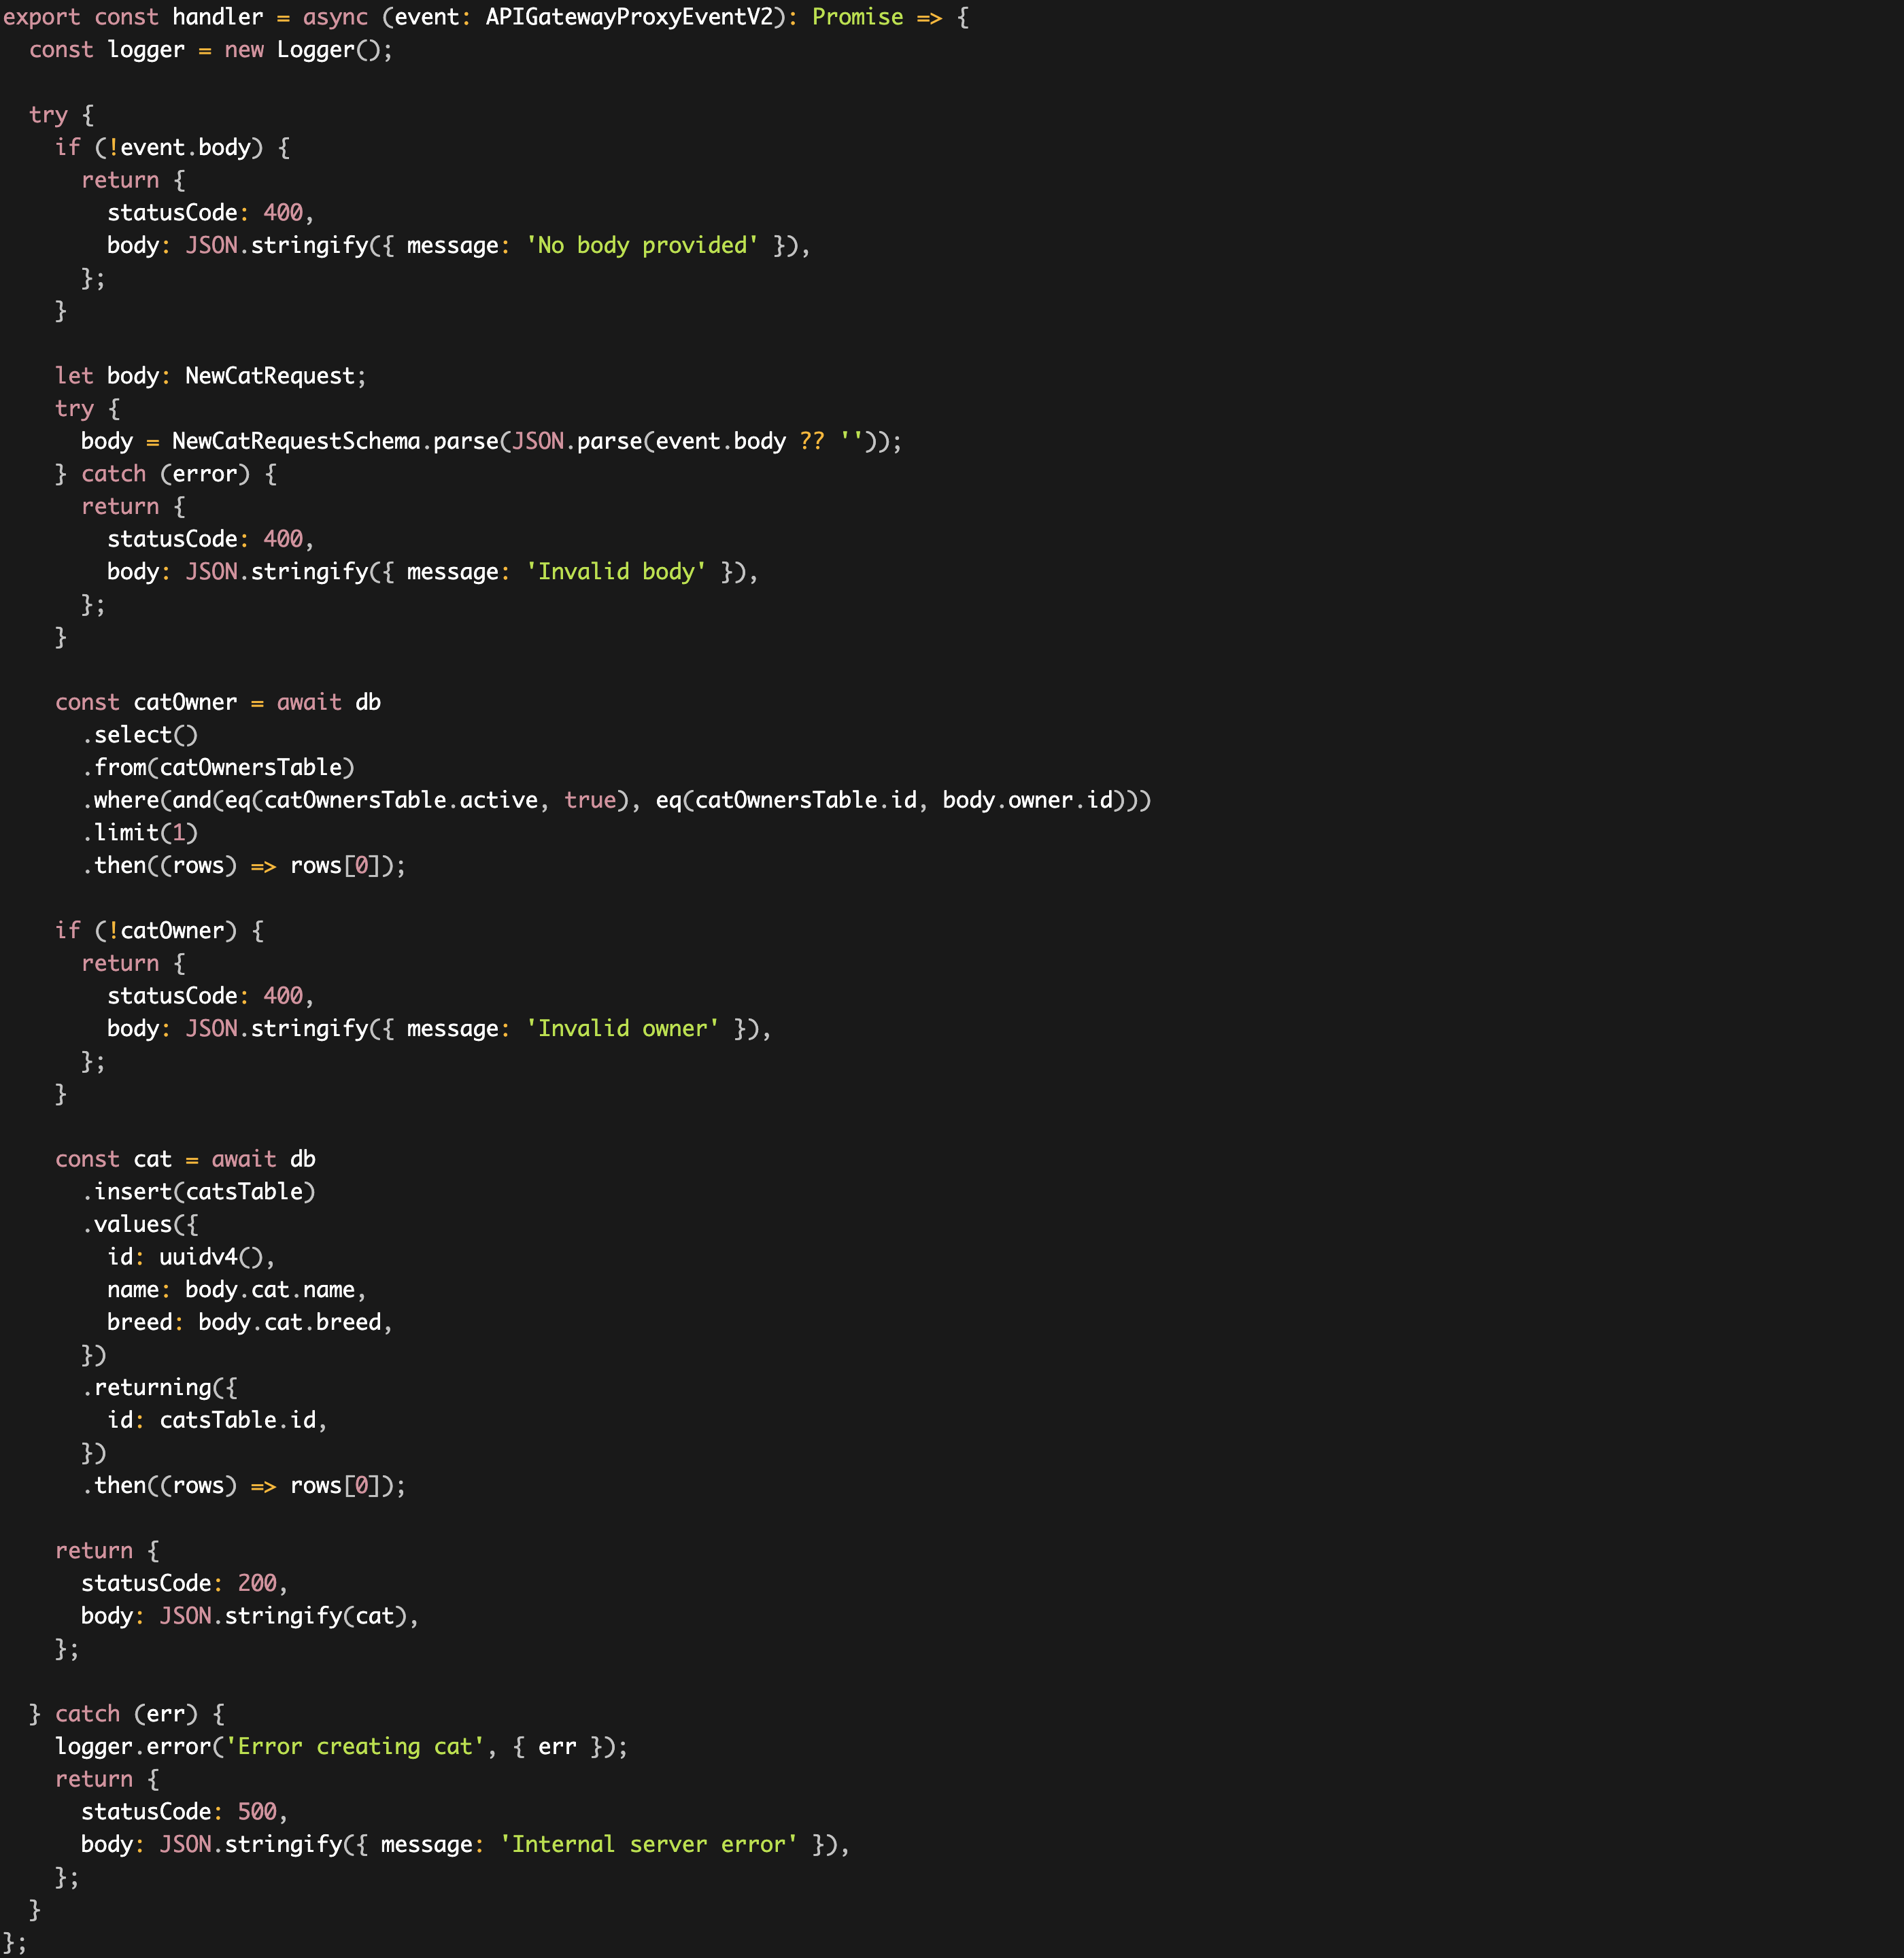 export const handler = async (event: APIGatewayProxyEventV2): Promise => {
  const logger = new Logger();

  try {
    if (!event.body) {
      return {
        statusCode: 400,
        body: JSON.stringify({ message: 'No body provided' }),
      };
    }

    let body: NewCatRequest;
    try {
      body = NewCatRequestSchema.parse(JSON.parse(event.body ?? ''));
    } catch (error) {
      return {
        statusCode: 400,
        body: JSON.stringify({ message: 'Invalid body' }),
      };
    }

    const catOwner = await db
      .select()
      .from(catOwnersTable)
      .where(and(eq(catOwnersTable.active, true), eq(catOwnersTable.id, body.owner.id)))
      .limit(1)
      .then((rows) => rows[0]);

    if (!catOwner) {
      return {
        statusCode: 400,
        body: JSON.stringify({ message: 'Invalid owner' }),
      };
    }

    const cat = await db
      .insert(catsTable)
      .values({
        id: uuidv4(),
        name: body.cat.name,
        breed: body.cat.breed,
      })
      .returning({
        id: catsTable.id,
      })
      .then((rows) => rows[0]);

    return {
      statusCode: 200,
      body: JSON.stringify(cat),
    };

  } catch (err) {
    logger.error('Error creating cat', { err });
    return {
      statusCode: 500,
      body: JSON.stringify({ message: 'Internal server error' }),
    };
  }
};